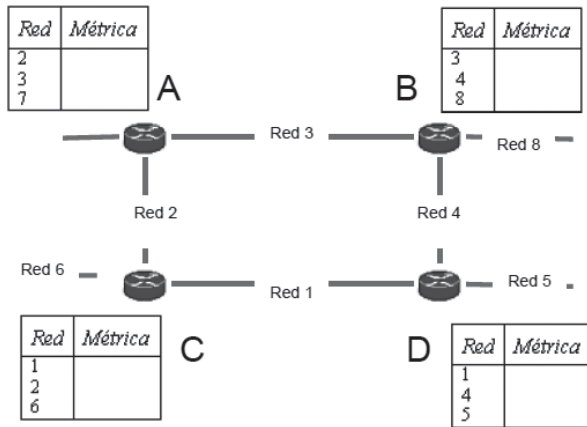 Red Métrica
2
3
7
A
B
Red Métrica
3
4
8
Red 3
Red 8
Red 2
Red 4
Red 6
Red 1
Red 5
Red Métrica
1
2
6
C
D
Red Métrica
1
4
5